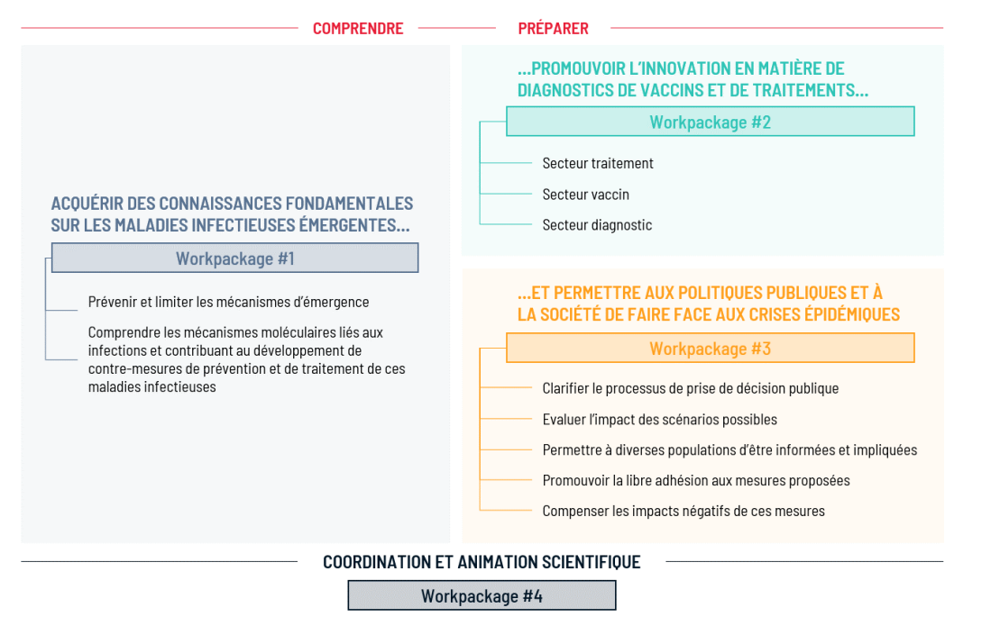 COMPRENDRE
PRÉPARER
ACQUÉRIR DES CONNAISSANCES FONDAMENTALES
SUR LES MALADIES INFECTIEUSES ÉMERGENTES...
Workpackage #1
Prévenir et limiter les mécanismes d’émergence
Comprendre les mécanismes moléculaires liés aux
infections et contribuant au développement de
contre-mesures de prévention et de traitement de ces
maladies infectieuses
...PROMOUVOIR L’INNOVATION EN MATIÈRE DE
DIAGNOSTICS DE VACCINS ET DE TRAITEMENTS...
Workpackage #2
Secteur traitement
Secteur vaccin
Secteur diagnostic
...ET PERMETTRE AUX POLITIQUES PUBLIQUES ET À
LA SOCIÉTÉ DE FAIRE FACE AUX CRISES ÉPIDÉMIQUES
Workpackage #3
Clarifier le processus de prise de décision publique
Evaluer l’impact des scénarios possibles
Permettre à diverses populations d’être informées et impliquées
Promouvoir la libre adhésion aux mesures proposées
Compenser les impacts négatifs de ces mesures
COORDINATION ET ANIMATION SCIENTIFIQUE
Workpackage #4